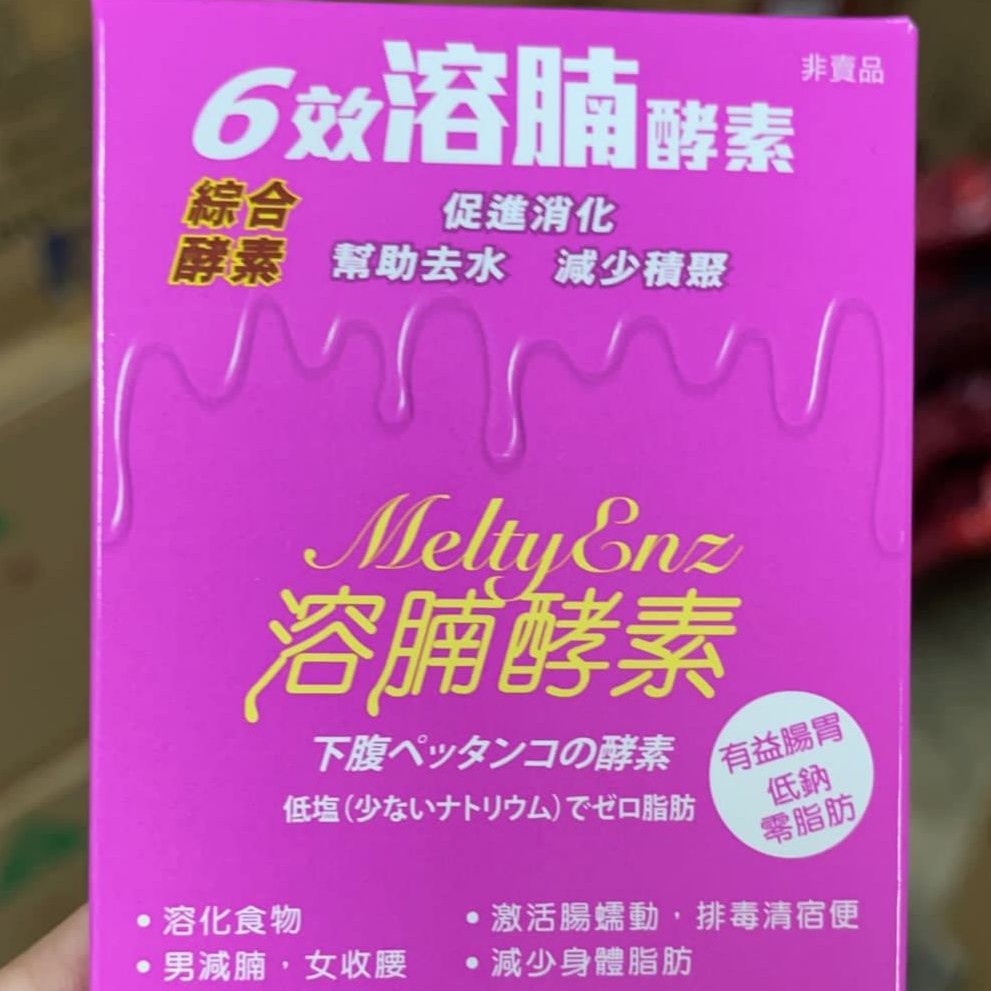 非賣品
6效溶腩酵素
綜合
酵素
促進消化
幫助去水 減少積聚
MeltyEnz
溶腩酵素
下腹ペッタンコの酵素
低塩(少ないナトリウム)でゼロ脂肪
有益腸胃
低鈉
零脂肪
• 溶化食物
• 男減腩，女收腰
• 激活腸蠕動，排毒清宿便
• 減少身體脂肪